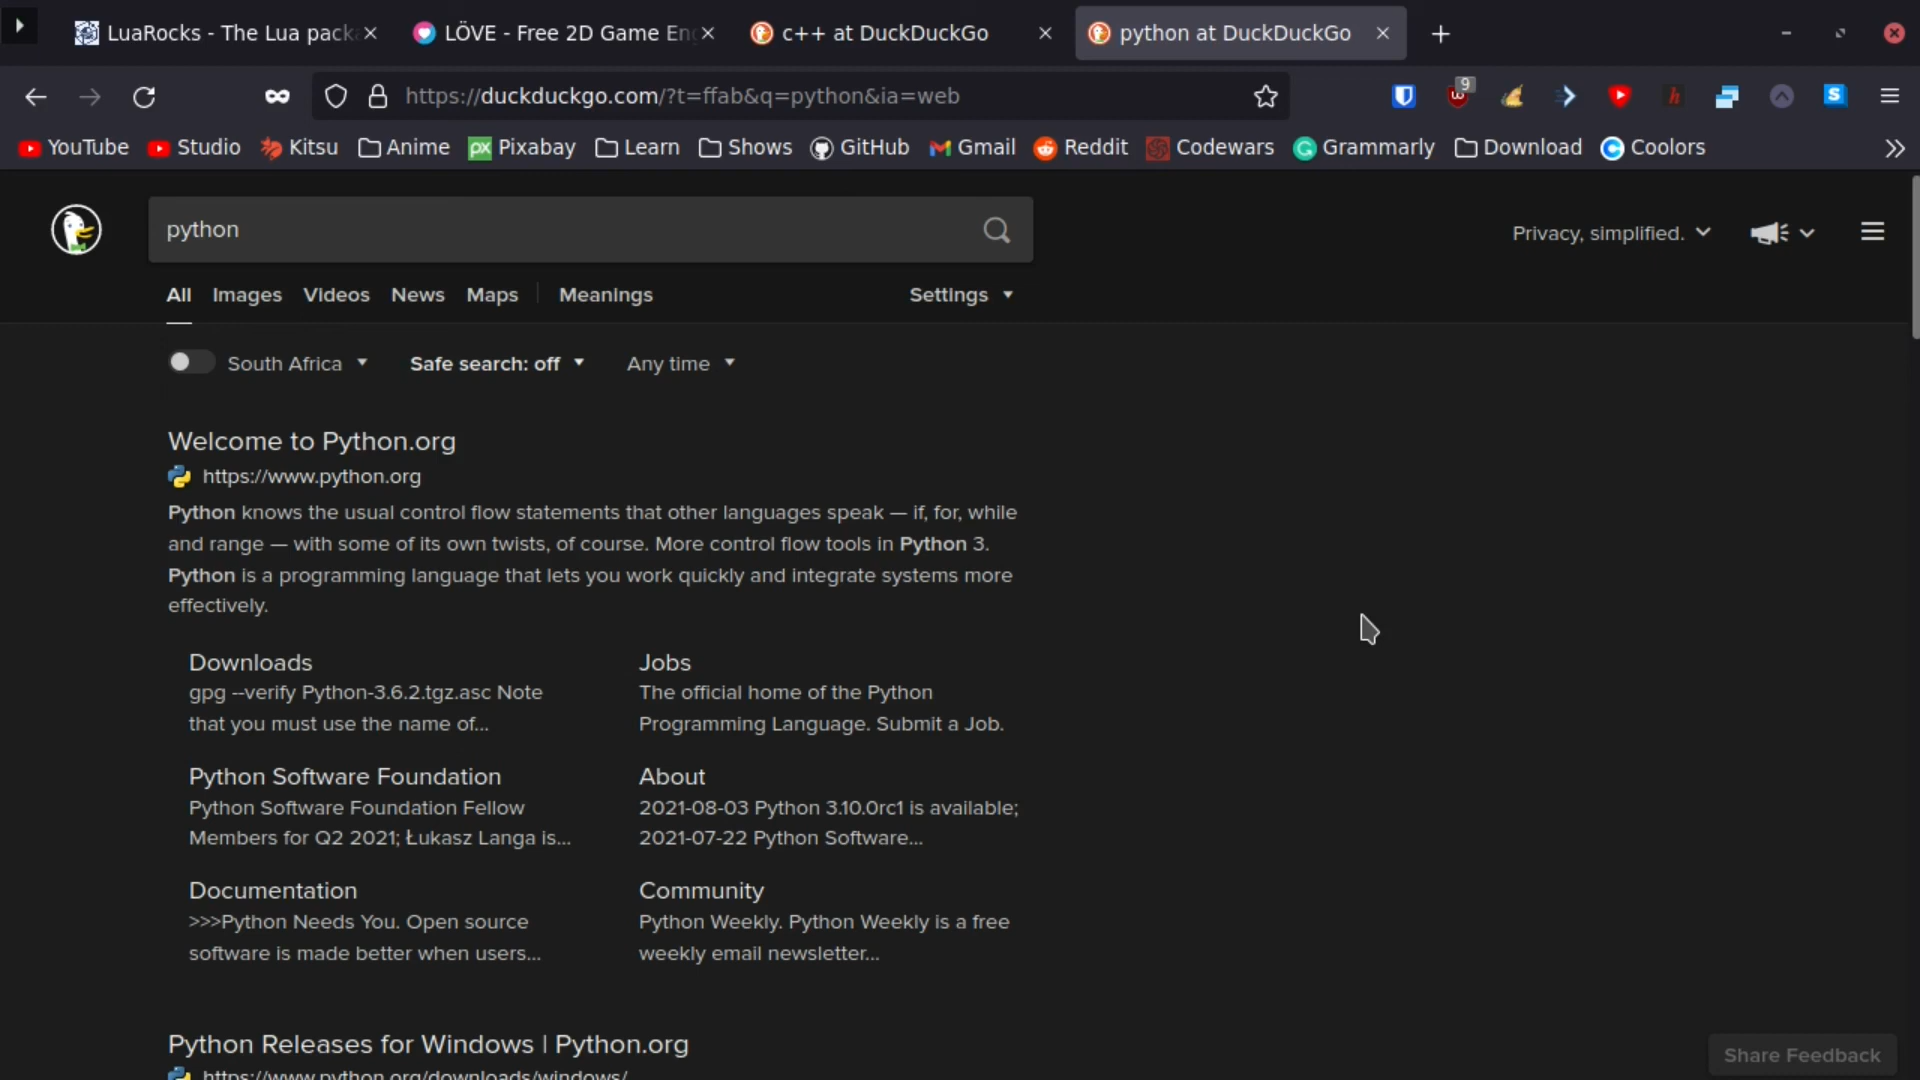 LuaRocks - The Lua pack
LÖVE - Free 2D Game Eng
c++ at DuckDuckGo
python at DuckDuckGo
https://duckduckgo.com/?t=ffab&q=python&ia=web
9
YouTube Studio Kitsu Anime Pixabay Learn Shows GitHub Gmail Reddit Codewars Grammarly Download Coolors
python
Privacy, simplified.
All Images Videos News Maps Meanings Settings
South Africa Safe search: off Any time
Welcome to Python.org
https://www.python.org
Python knows the usual control flow statements that other languages speak — if, for, while
and range — with some of its own twists, of course. More control flow tools in Python 3.
Python is a programming language that lets you work quickly and integrate systems more
effectively.
Downloads
gpg --verify Python-3.6.2.tgz.asc Note
that you must use the name of...
Jobs
The official home of the Python
Programming Language. Submit a Job.
Python Software Foundation
Python Software Foundation Fellow
Members for Q2 2021; Łukasz Langa is...
About
2021-08-03 Python 3.10.0rc1 is available;
2021-07-22 Python Software...
Documentation
>>>Python Needs You. Open source
software is made better when users...
Community
Python Weekly. Python Weekly is a free
weekly email newsletter...
Python Releases for Windows | Python.org
https://www.python.org/downloads/windows/
Share Feedback